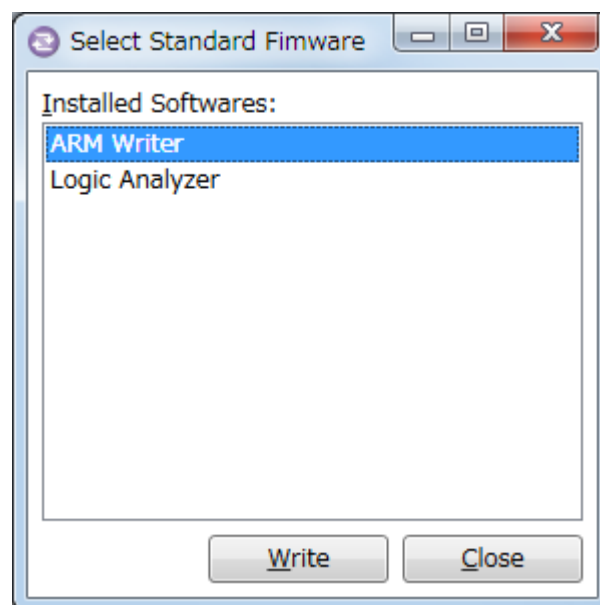 Select Standard Fimware
Installed Softwares:
ARM Writer
Logic Analyzer
Write
Close